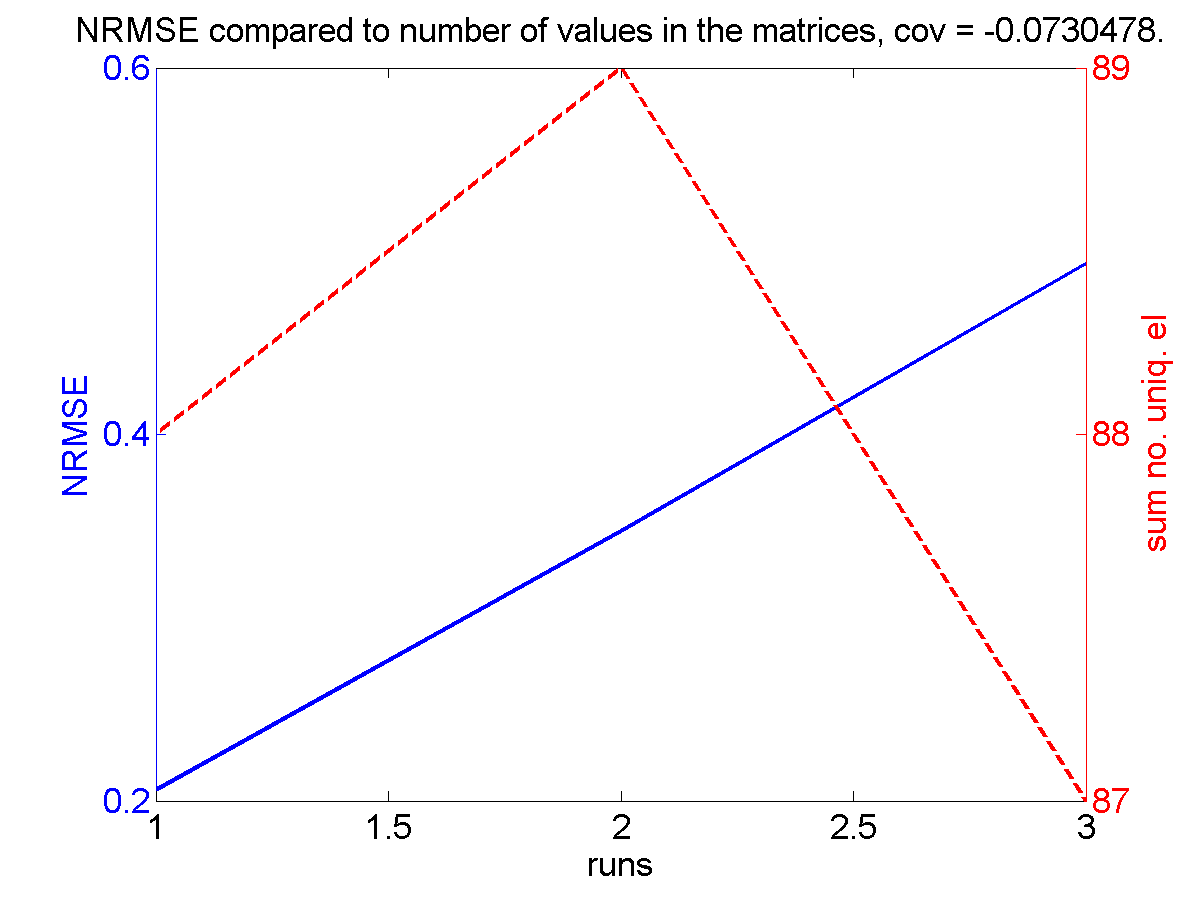 NRMSE compared to number of values in the matrices, cov = -0.0730478.
0.6
0.4
0.2
NRMSE
89
88
87
sum no. uniq. el
1
1.5
2
2.5
3
runs